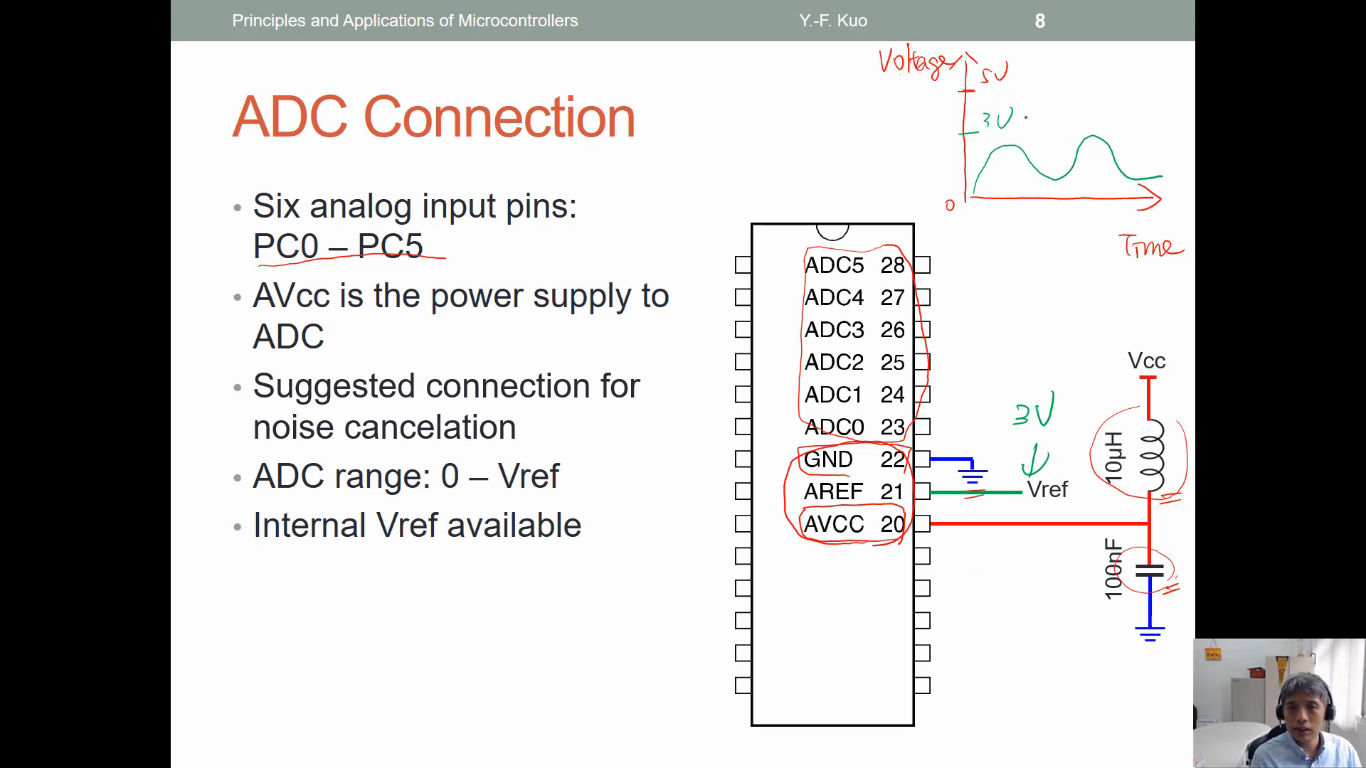 Principles and Applications of Microcontrollers Y.-F. Kuo 8
Voltage
5V
3V
0
Time
ADC Connection
• Six analog input pins:
PC0 – PC5
• AVcc is the power supply to
ADC
• Suggested connection for
noise cancelation
• ADC range: 0 – Vref
• Internal Vref available
ADC5 28
ADC4 27
ADC3 26
ADC2 25
ADC1 24
ADC0 23
GND 22
AREF 21
AVCC 20
3V
Vref
Vcc
10µH
100nF